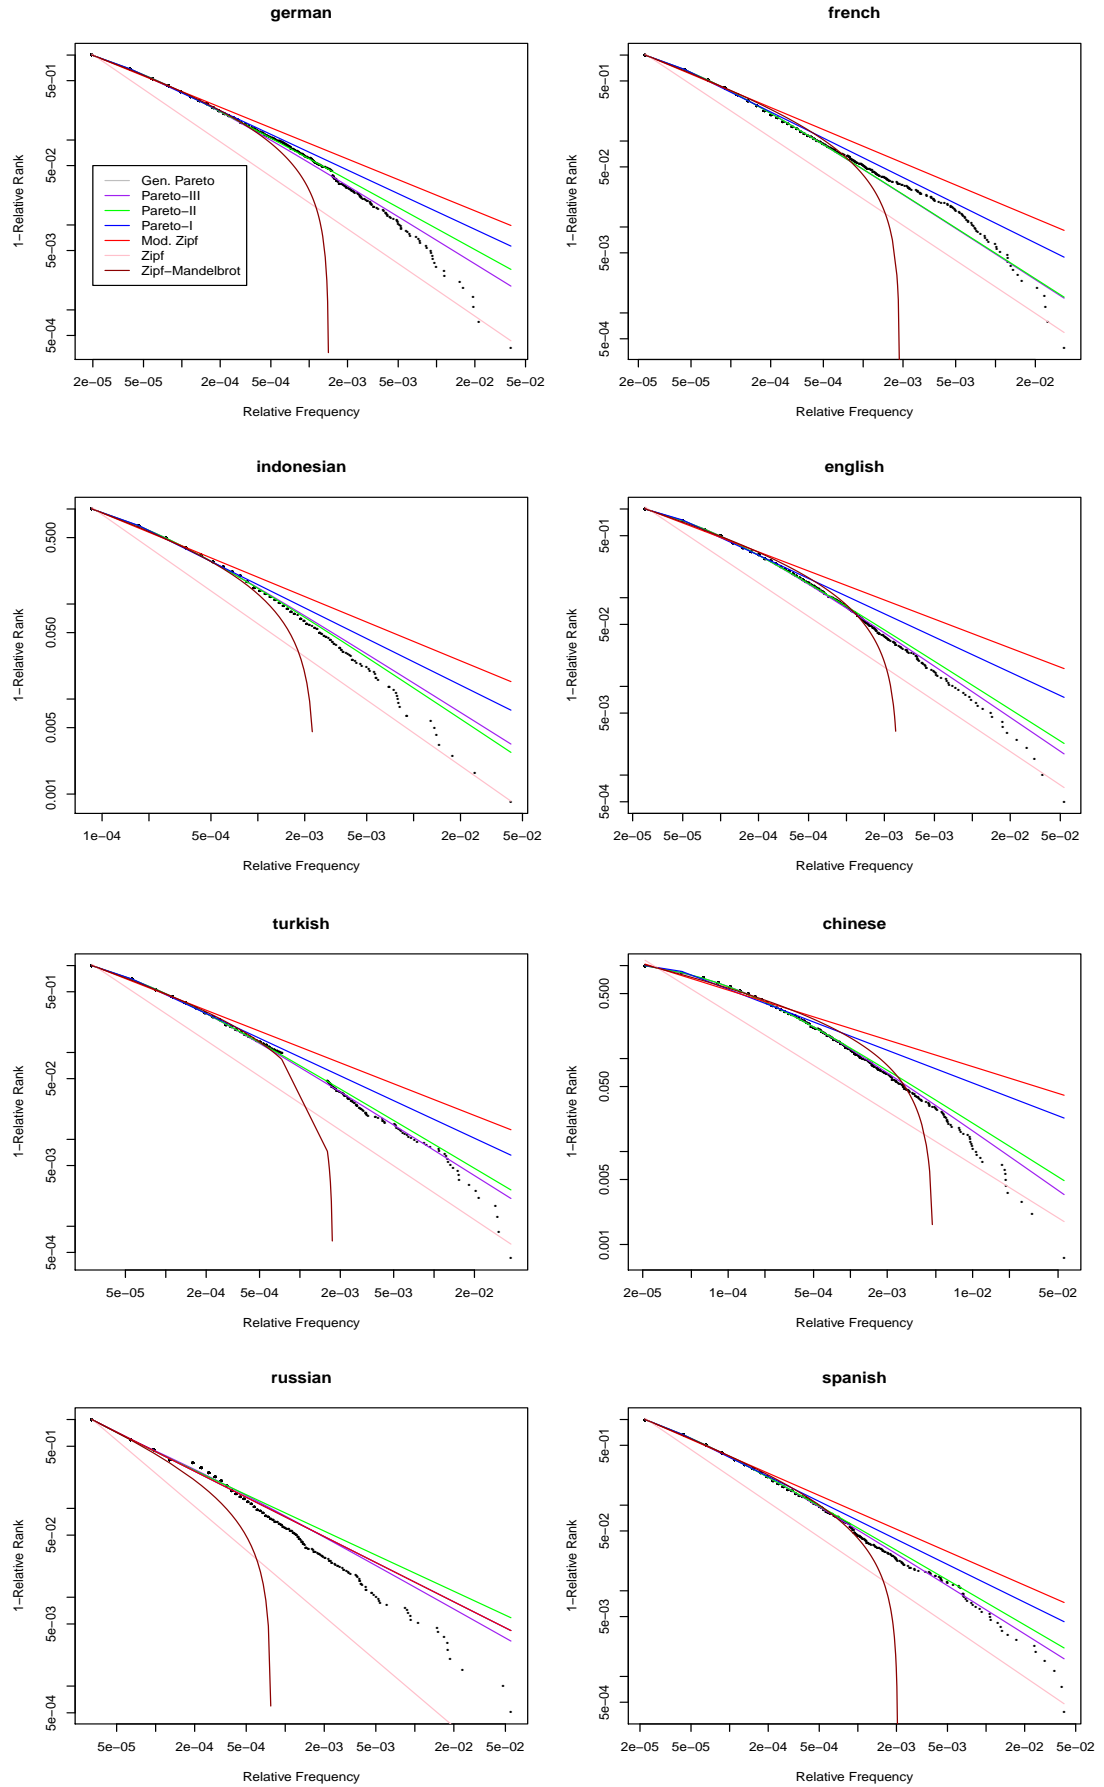 german
5e−01
5e−02
5e−03
5e−04
1−Relative Rank
Gen. Pareto
Pareto−III
Pareto−II
Pareto−I
Mod. Zipf
Zipf
Zipf−Mandelbrot
2e−05 5e−05 2e−04 5e−04 2e−03 5e−03 2e−02 5e−02
Relative Frequency
french
5e−01
5e−02
5e−03
5e−04
1−Relative Rank
2e−05 5e−05 2e−04 5e−04 2e−03 5e−03 2e−02
Relative Frequency
indonesian
0.500
0.050
0.005
0.001
1−Relative Rank
1e−04 5e−04 2e−03 5e−03 2e−02 5e−02
Relative Frequency
english
5e−01
5e−02
5e−03
5e−04
1−Relative Rank
2e−05 5e−05 2e−04 5e−04 2e−03 5e−03 2e−02 5e−02
Relative Frequency
turkish
5e−01
5e−02
5e−03
5e−04
1−Relative Rank
5e−05 2e−04 5e−04 2e−03 5e−03 2e−02
Relative Frequency
chinese
0.500
0.050
0.005
0.001
1−Relative Rank
2e−05 1e−04 5e−04 2e−03 1e−02 5e−02
Relative Frequency
russian
5e−01
5e−02
5e−03
5e−04
1−Relative Rank
5e−05 2e−04 5e−04 2e−03 5e−03 2e−02 5e−02
Relative Frequency
spanish
5e−01
5e−02
5e−03
5e−04
1−Relative Rank
2e−05 5e−05 2e−04 5e−04 2e−03 5e−03 2e−02 5e−02
Relative Frequency